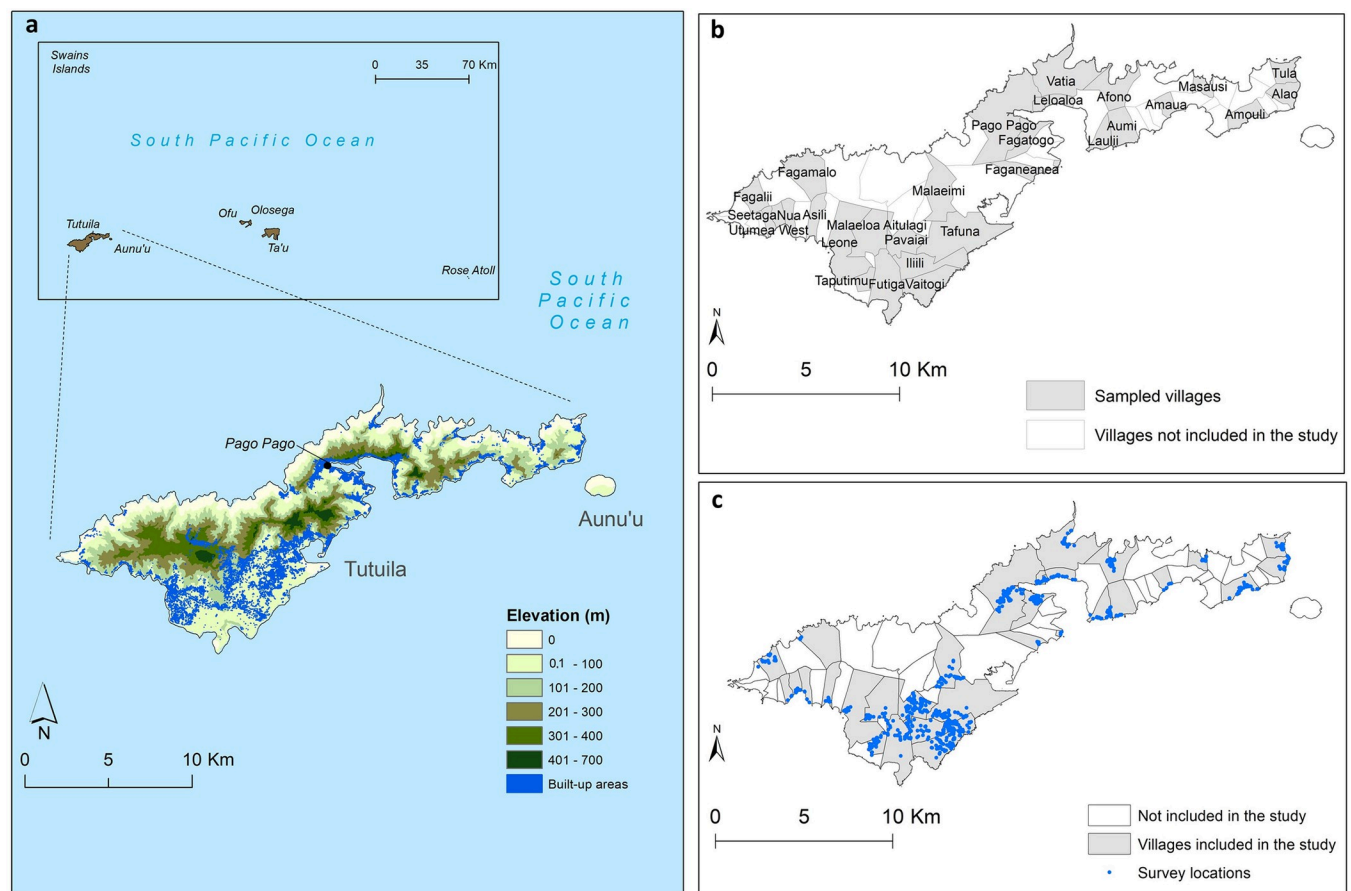 a
Swains
Islands
0 35 70 Km
South Pacific Ocean
Ofu
Olosega
Tutuila
Aunu'u
Ta'u
Rose Atoll
South
Pacific
Ocean
Pago Pago
Aunu'u
Tutuila
Elevation (m)
0
0,1 - 100
101 - 200
201 - 300
301 - 400
401 - 700
Built-up areas
N
0 5 10 Km
b
Tula
Vatia
Masausi
Alao
Leloaloa
Afono
Amaua
Amouli
Pago Pago
Aumi
Fagatogo
Laulii
Fagamalo
Faganeanea
Malaeimi
Fagalii
Seetaga Nua Asili
Malaeloa Aitulagi
Utumea West
Tafuna
Leone
Pavaiai
Iliili
Taputimu Futiga Vaitogi
N
0 5 10 Km
Sampled villages
Villages not included in the study
c
N
0 5 10 Km
Not included in the study
Villages included in the study
Survey locations